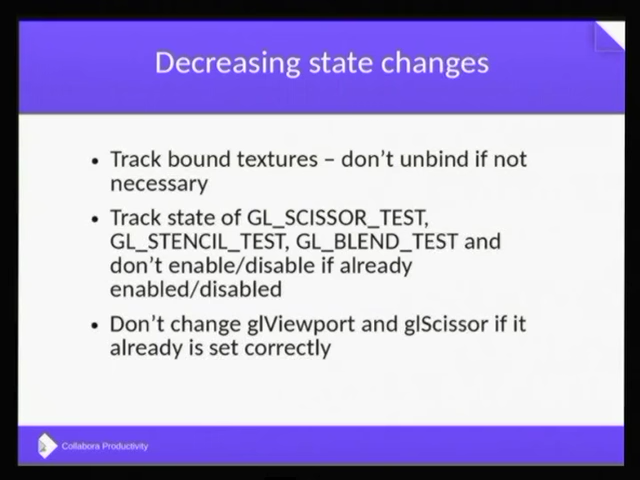 Decreasing state changes
• Track bound textures – don't unbind if not
necessary
• Track state of GL_SCISSOR_TEST,
GL_STENCIL_TEST, GL_BLEND_TEST and
don't enable/disable if already
enabled/disabled
• Don't change glViewport and glScissor if it
already is set correctly
Collabora Productivity